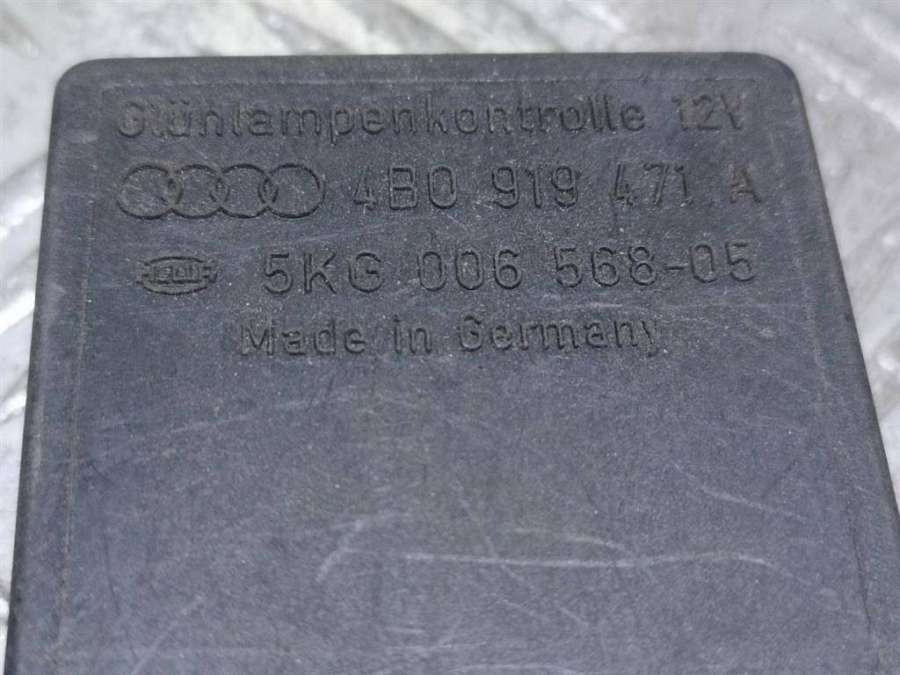 Glühlampenkontrolle 12V
4B0 919 471 A
5KG 006 568-05
Made in Germany